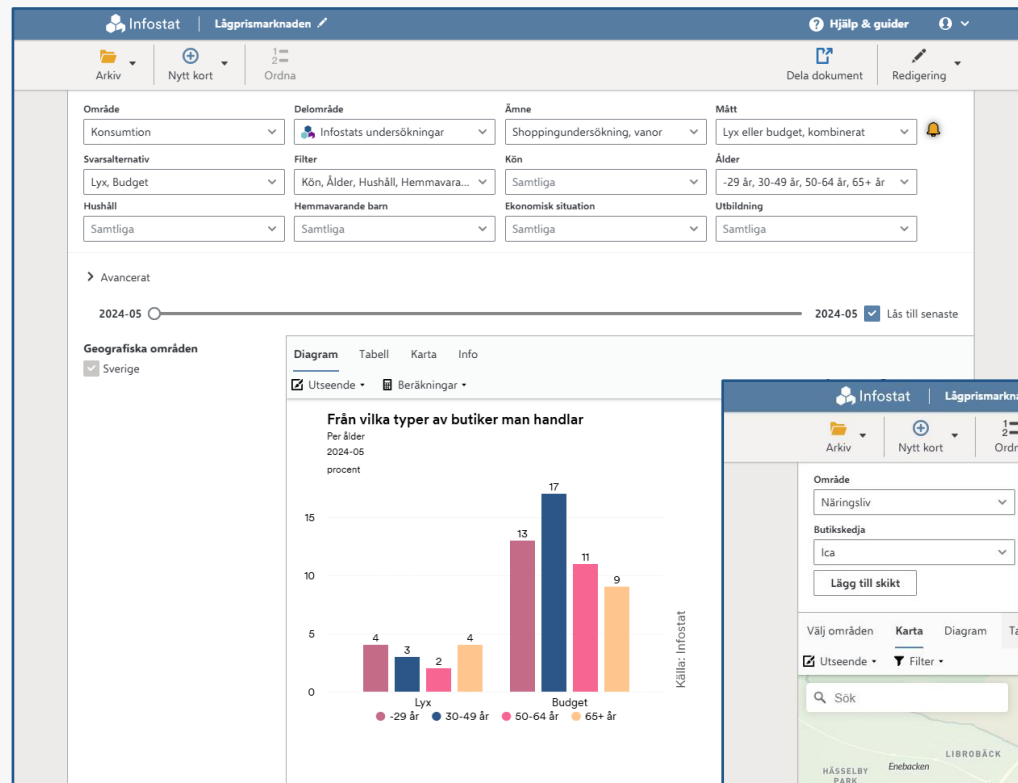 Infostat
Lågprismarknaden
Hjälp & guider
Arkiv
Nytt kort
1
2
Ordna
Dela dokument
Redigering
Område
Delområde
Ämne
Mått
Konsumtion
Infostats undersökningar
Shoppingundersökning, vanor
Lyx eller budget, kombinerat
Svarsalternativ
Filter
Kön
Ålder
Lyx, Budget
Kön, Ålder, Hushåll, Hemmavara...
Samtliga
-29 år, 30-49 år, 50-64 år, 65+ år
Hushåll
Hemmavarande barn
Ekonomisk situation
Utbildning
Samtliga
Samtliga
Samtliga
Samtliga
Avancerat
2024-05
2024-05
Lås till senaste
Geografiska områden
Sverige
Diagram
Tabell
Karta
Info
Utseende
Beräkningar
Från vilka typer av butiker man handlar
Per ålder
2024-05
procent
17
15
13
11
10
9
5
4
3
2
4
0
Lyx
Budget
-29 år
30-49 år
50-64 år
65+ år
Källa: Infostat
Infostat
Lågprismarkna
Arkiv
Nytt kort
1
2
Ordn
Område
Näringsliv
Butikskedja
Ica
Lägg till skikt
Välj områden
Karta
Diagram
Ta
Utseende
Filter
Sök
LIBROBÄCK
HÄSSELBY
PARK
Enebacken